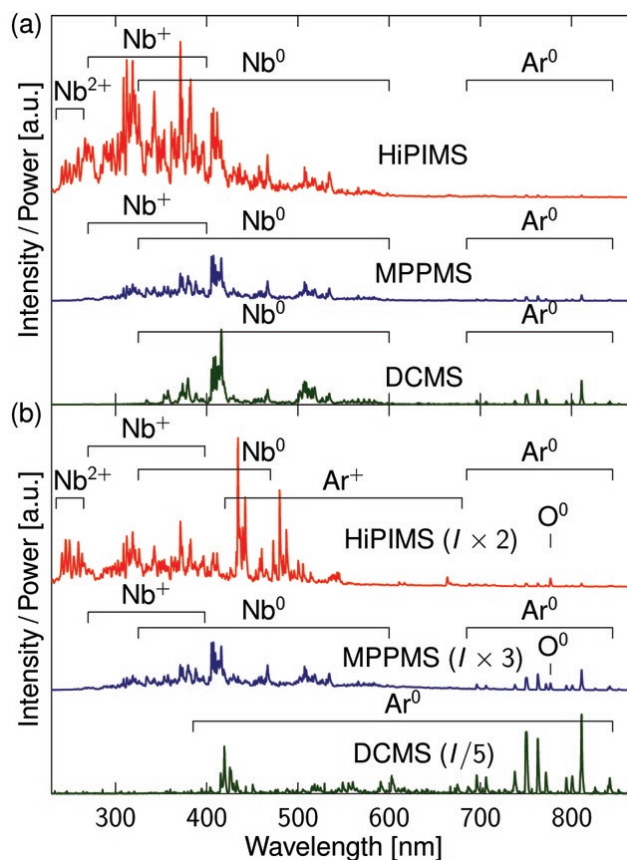 (a)
Nb⁺
Nb²⁺ Nb⁰ Ar⁰
HiPIMS
Nb⁺
Nb⁰ Ar⁰
MPPMS
Nb⁰ Ar⁰
DCMS
Intensity / Power [a.u.]
(b)
Nb⁺
Nb²⁺ Nb⁰ Ar⁰
Ar⁺
O⁰
HiPIMS (I × 2)
Nb⁺
Nb⁰ Ar⁰
O⁰
MPPMS (I × 3)
Ar⁰
DCMS (I/5)
Intensity / Power [a.u.]
300 400 500 600 700 800
Wavelength [nm]